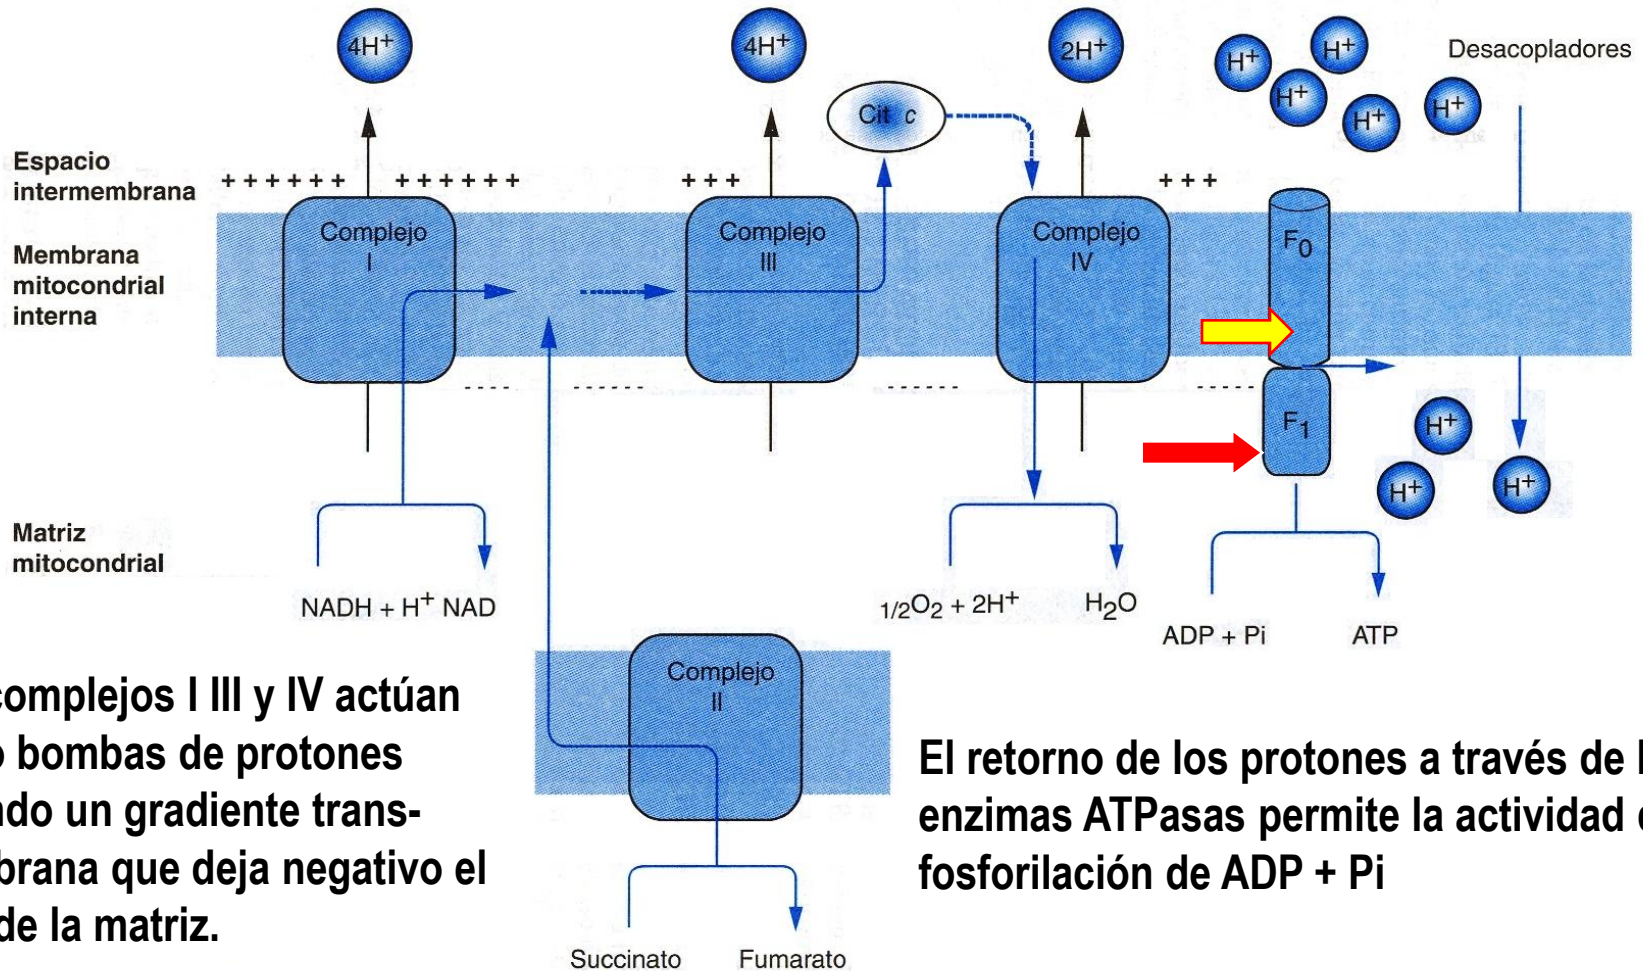 4H+
4H+
2H+
H+
H+
H+
H+
H+
Desacopladores
Cit c
Espacio
intermembrana
+ + + + + +
+ + + + + +
+ + +
+ + +
Membrana
mitocondrial
interna
Complejo
I
Complejo
III
Complejo
IV
F0
F1
H+
H+
H+
Matriz
mitocondrial
NADH + H+ NAD
1/2O2 + 2H+
H2O
ADP + Pi
ATP
Complejo
II
Succinato
Fumarato
complejos I III y IV actúan
bombas de protones
ndo un gradiente trans-
brana que deja negativo el
de la matriz.
El retorno de los protones a través de
enzimas ATPasas permite la actividad
fosforilación de ADP + Pi